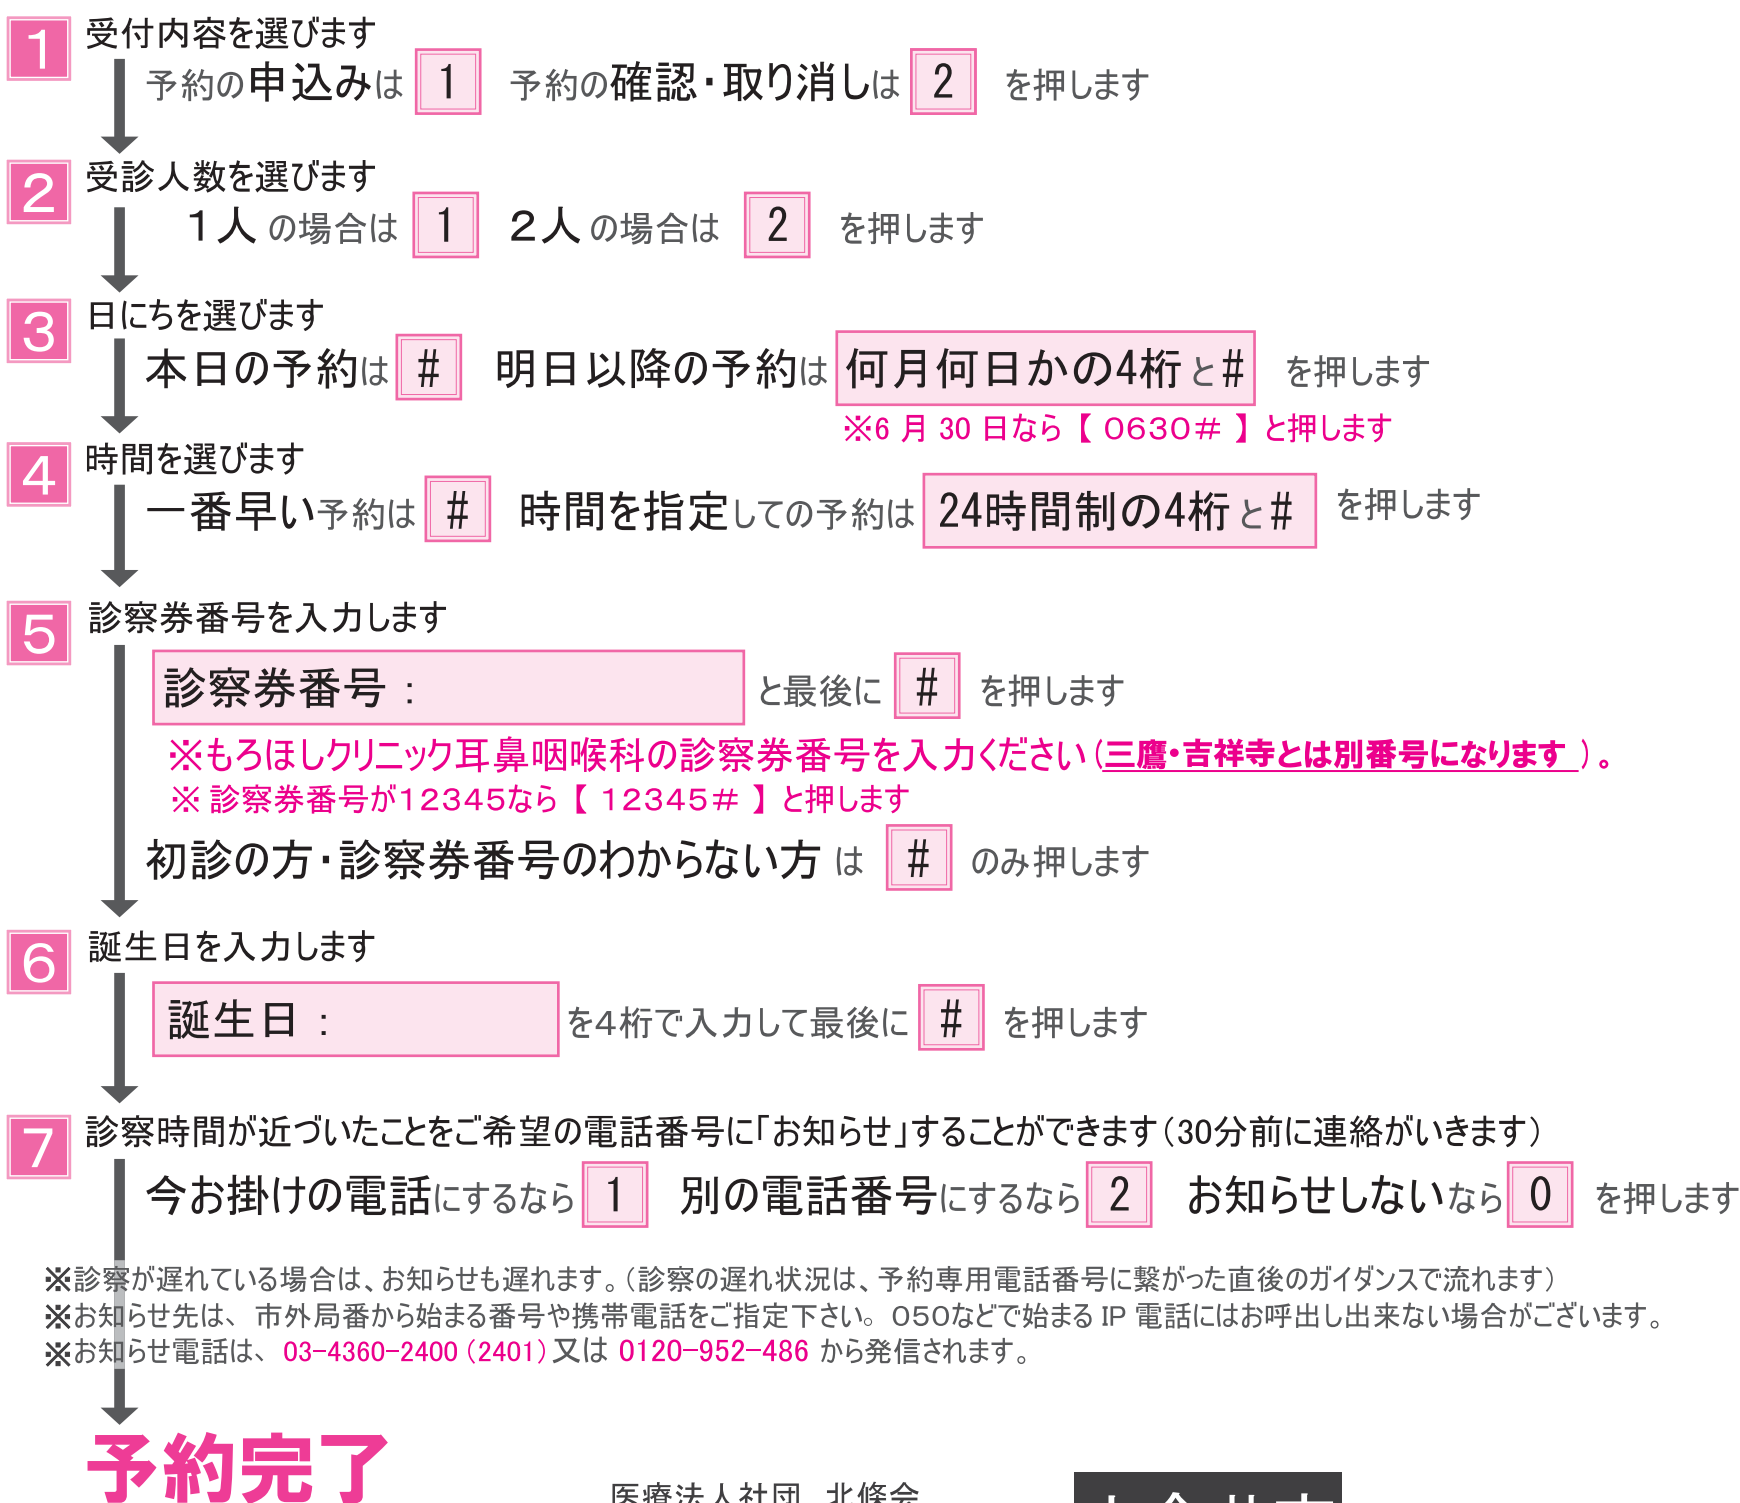 1 受付内容を選びます
予約の申込みは 1 予約の確認・取り消しは 2 を押します
2 受診人数を選びます
1人 の場合は 1 2人 の場合は 2 を押します
3 日にちを選びます
本日の予約は # 明日以降の予約は 何月何日かの4桁と# を押します
※6 月 30 日なら【 0630# 】と押します
4 時間を選びます
一番早い予約は # 時間を指定しての予約は 24時間制の4桁と# を押します
5 診察券番号を入力します
診察券番号： と最後に # を押します
※もろほしクリニック耳鼻咽喉科の診察券番号を入力ください(三鷹・吉祥寺とは別番号になります )。
※ 診察券番号が12345なら【 12345# 】と押します
初診の方・診察券番号のわからない方 は # のみ押します
6 誕生日を入力します
誕生日： を4桁で入力して最後に # を押します
7 診察時間が近づいたことをご希望の電話番号に「お知らせ」することができます（30分前に連絡がいきます）
今お掛けの電話にするなら 1 別の電話番号にするなら 2 お知らせしないなら 0 を押します
※診察が遅れている場合は、お知らせも遅れます。（診察の遅れ状況は、予約専用電話番号に繋がった直後のガイダンスで流れます）
※お知らせ先は、市外局番から始まる番号や携帯電話をご指定下さい。050などで始まる IP 電話にはお呼出し出来ない場合がございます。
※お知らせ電話は、03-4360-2400（2401）又は 0120-952-486 から発信されます。
予約完了
医療法人社団 北條会